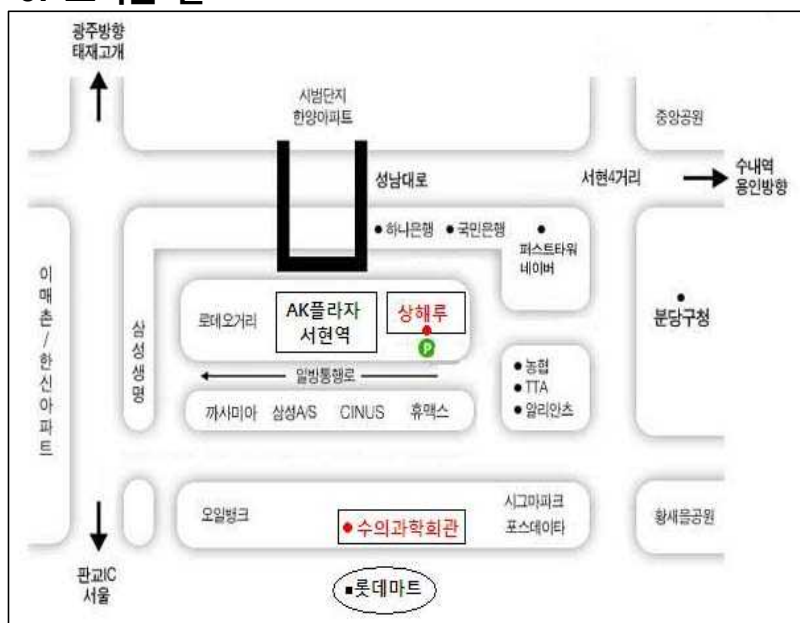 광주방향
태재고개
시범단지
한양아파트
중앙공원
성남대로
서현4거리
수내역
용인방향
하나은행
국민은행
퍼스트타워
네이버
이매촌/한신아파트
삼성생명
로데오거리
AK플라자
서현역
상해루
P
분당구청
일방통행로
농협
TTA
알리안츠
까사미아
삼성A/S
CINUS
휴맥스
오일뱅크
수의과학회관
시그마파크
포스데이타
황새울공원
판교IC
서울
롯데마트